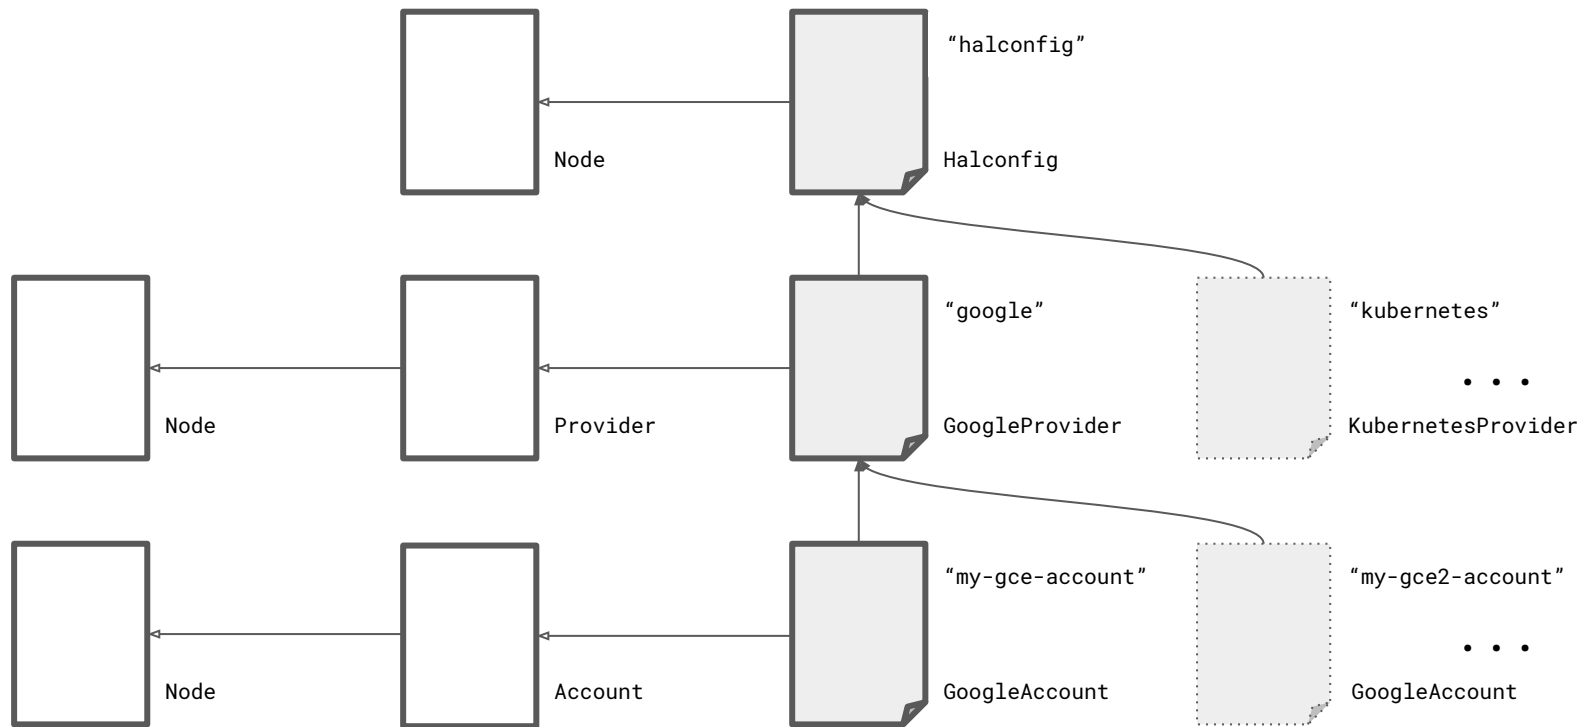 “halconfig”
Node
Halconfig
“google”
“kubernetes”
. . .
Node
Provider
GoogleProvider
KubernetesProvider
“my-gce-account”
“my-gce2-account”
. . .
Node
Account
GoogleAccount
GoogleAccount